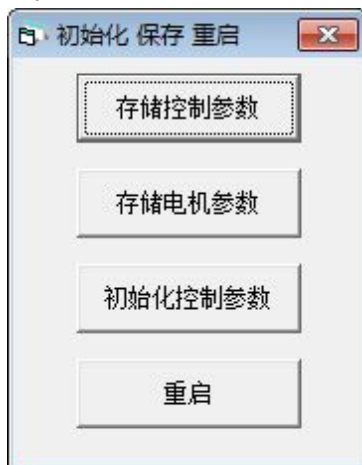 初始化 保存 重启
存储控制参数
存储电机参数
初始化控制参数
重启